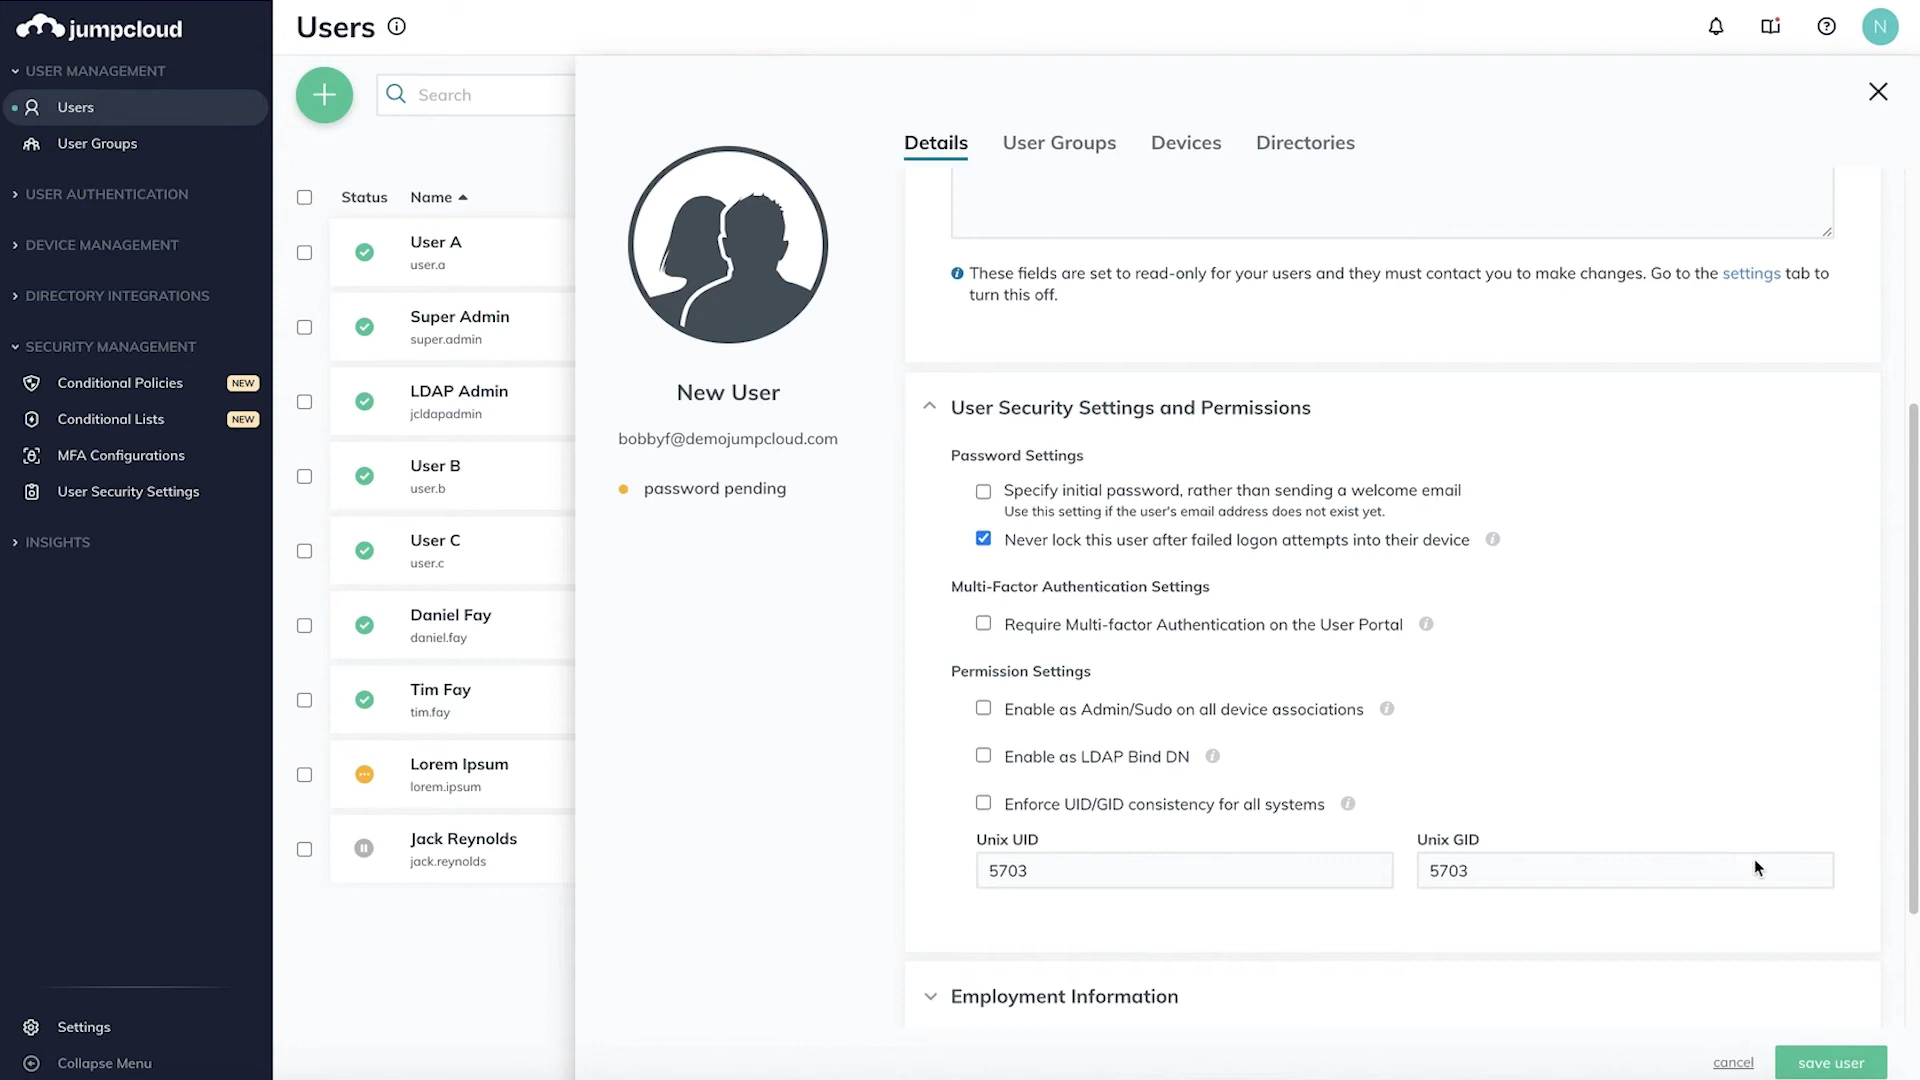 jumpcloud
USER MANAGEMENT
Users
User Groups
USER AUTHENTICATION
DEVICE MANAGEMENT
DIRECTORY INTEGRATIONS
SECURITY MANAGEMENT
Conditional Policies NEW
Conditional Lists NEW
MFA Configurations
User Security Settings
INSIGHTS
Settings
Collapse Menu
Users
N
Search
Status Name
User A
user.a
Super Admin
super.admin
LDAP Admin
jcldapadmin
User B
user.b
User C
user.c
Daniel Fay
daniel.fay
Tim Fay
tim.fay
Lorem Ipsum
lorem.ipsum
Jack Reynolds
jack.reynolds
New User
bobbyf@demojumpcloud.com
password pending
Details User Groups Devices Directories
These fields are set to read-only for your users and they must contact you to make changes. Go to the settings tab to
turn this off.
User Security Settings and Permissions
Password Settings
Specify initial password, rather than sending a welcome email
Use this setting if the user's email address does not exist yet.
Never lock this user after failed logon attempts into their device
Multi-Factor Authentication Settings
Require Multi-factor Authentication on the User Portal
Permission Settings
Enable as Admin/Sudo on all device associations
Enable as LDAP Bind DN
Enforce UID/GID consistency for all systems
Unix UID Unix GID
5703 5703
Employment Information
cancel save user